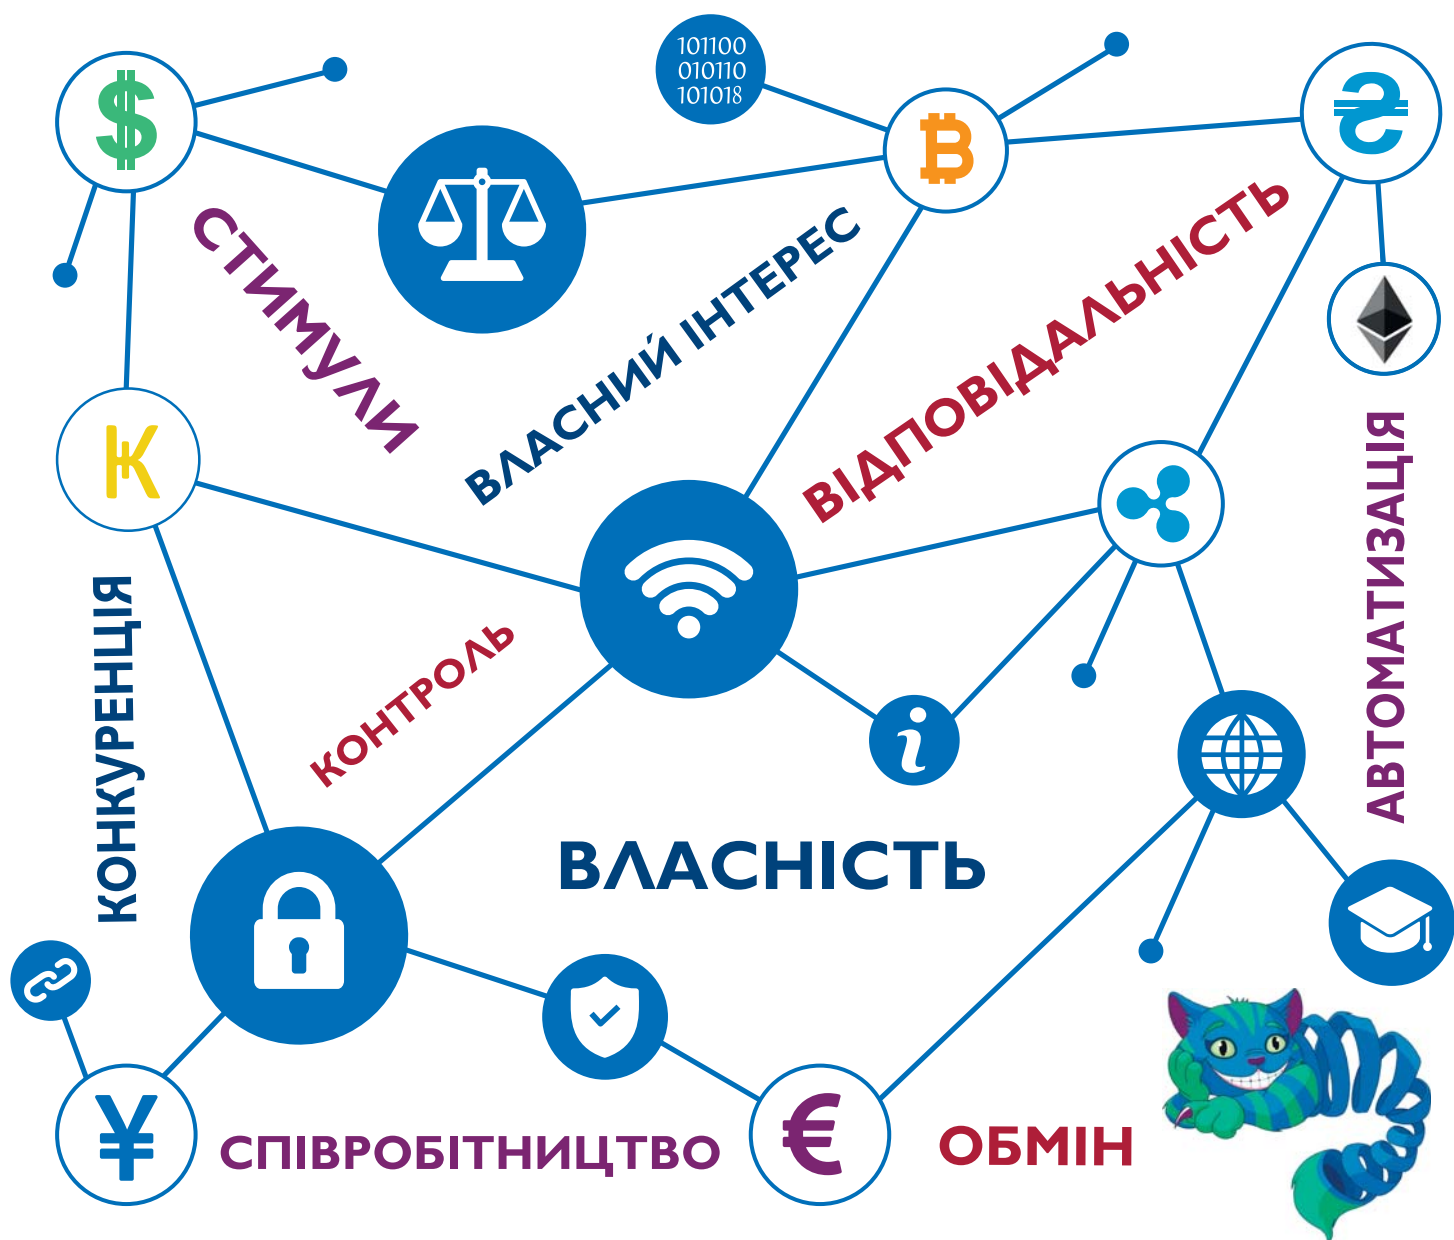 101100
010110
101018
$
₴
СТИМУЛИ
ВЛАСНИЙ ІНТЕРЕС
ВІДПОВІДАЛЬНІСТЬ
АВТОМАТИЗАЦІЯ
КОНКУРЕНЦІЯ
КОНТРОЛЬ
i
ВЛАСНІСТЬ
¥
СПІВРОБІТНИЦТВО
€
ОБМІН